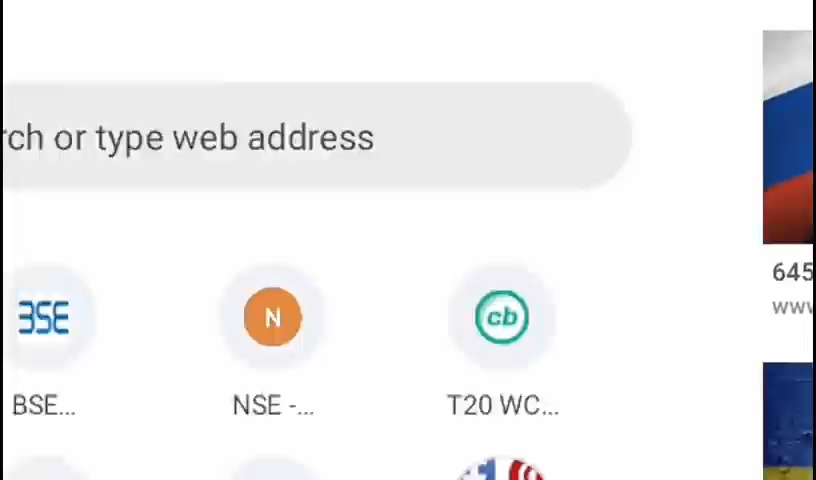 rch or type web address
BSE
N
cb
BSE...
NSE -...
T20 WC...
645
www